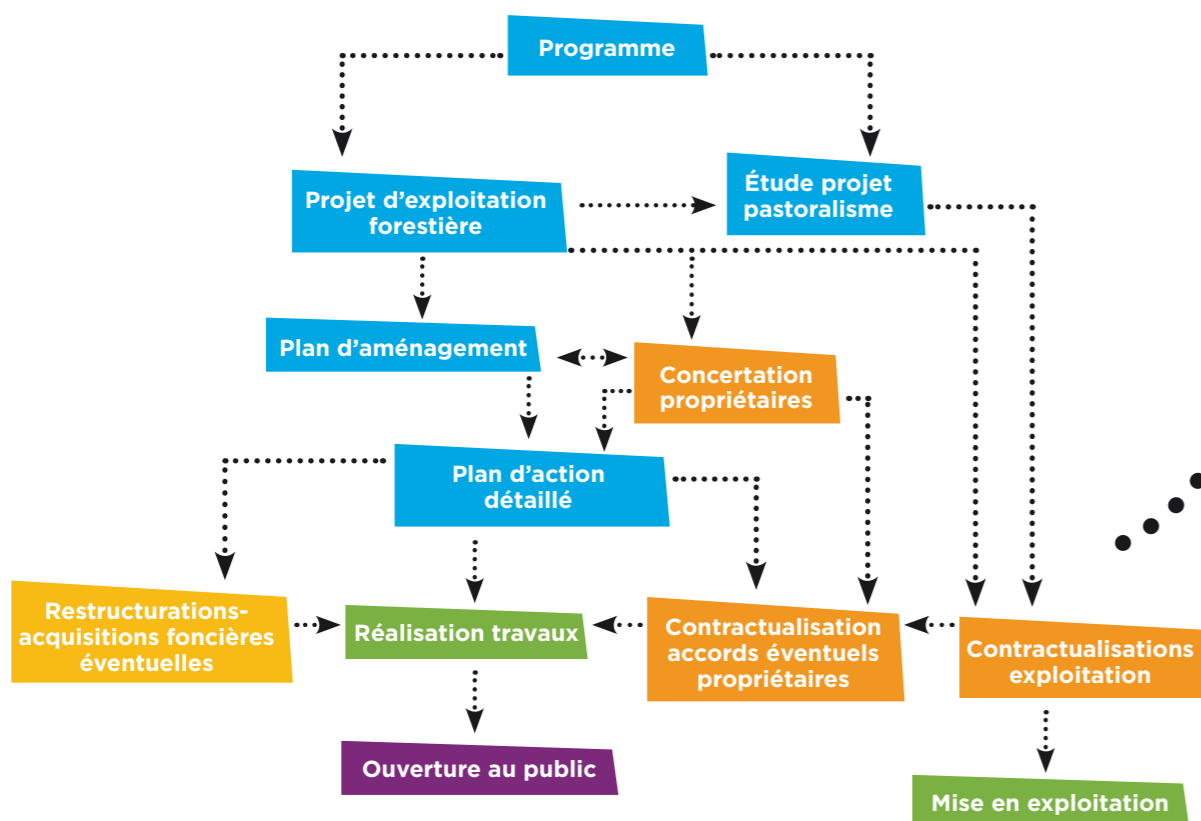 Programme
Projet d'exploitation
forestière
Étude projet
pastoralisme
Plan d'aménagement
Concertation
propriétaires
Plan d'action
détaillé
Restructurations-
acquisitions foncières
éventuelles
Réalisation travaux
Contractualisation
accords éventuels
propriétaires
Contractualisations
exploitation
Ouverture au public
Mise en exploitation